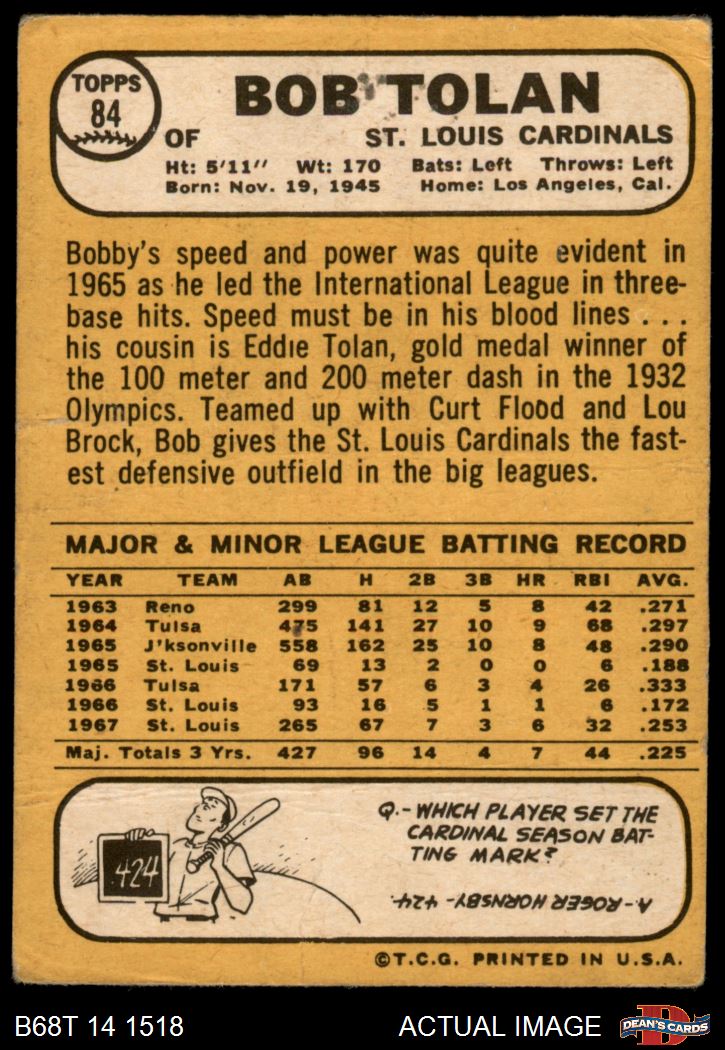 TOPPS
84
BOB TOLAN
OF ST. LOUIS CARDINALS
Ht: 5'11" Wt: 170 Bats: Left Throws: Left
Born: Nov. 19, 1945 Home: Los Angeles, Cal.
Bobby's speed and power was quite evident in
1965 as he led the International League in three-
base hits. Speed must be in his blood lines . . .
his cousin is Eddie Tolan, gold medal winner of
the 100 meter and 200 meter dash in the 1932
Olympics. Teamed up with Curt Flood and Lou
Brock, Bob gives the St. Louis Cardinals the fast-
est defensive outfield in the big leagues.
MAJOR & MINOR LEAGUE BATTING RECORD
YEAR TEAM AB H 2B 3B HR RBI AVG.
1963 Reno 299 81 12 5 8 42 .271
1964 Tulsa 475 141 27 10 9 68 .297
1965 J'ksonville 558 162 25 10 8 48 .290
1965 St. Louis 69 13 2 0 0 6 .188
1966 Tulsa 171 57 6 3 4 26 .333
1966 St. Louis 93 16 5 1 1 6 .172
1967 St. Louis 265 67 7 3 6 32 .253
Maj. Totals 3 Yrs. 427 96 14 4 7 44 .225
.424
Q.- WHICH PLAYER SET THE
CARDINAL SEASON BAT-
TING MARK?
A- ROGER HORNSBY - .424.
©T.C.G. PRINTED IN U.S.A.
B68T 14 1518 ACTUAL IMAGE
D
DEAN'S CARDS